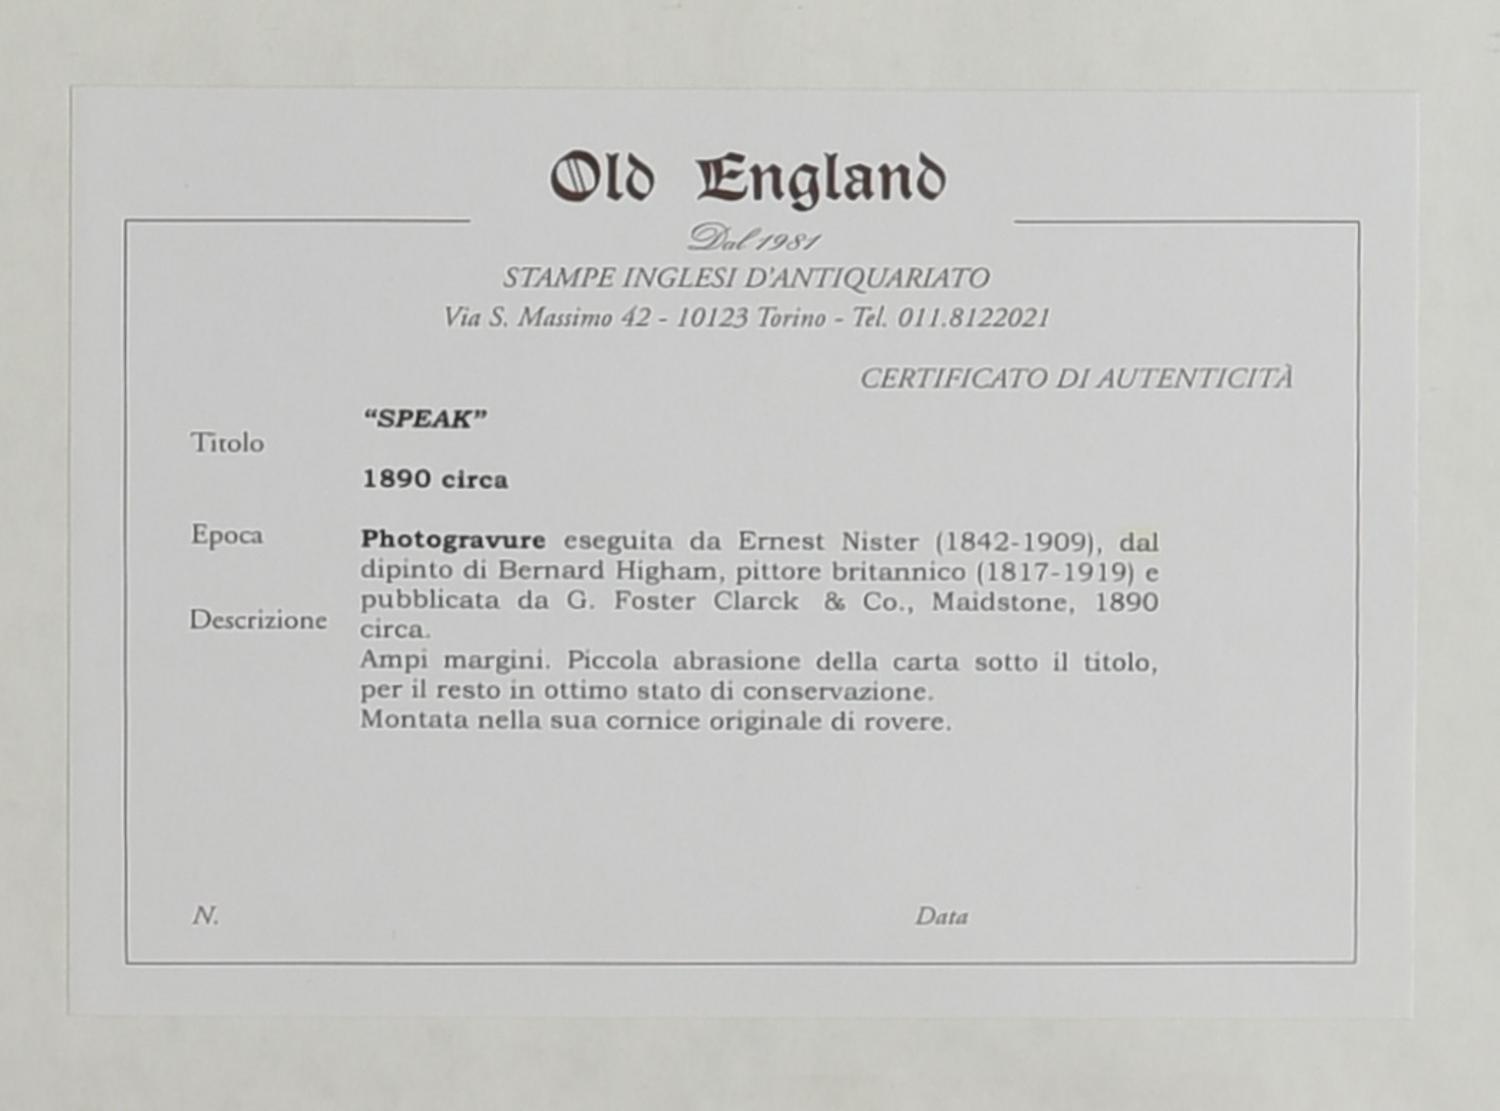 Old England
Dal 1981
STAMPE INGLESI D'ANTIQUARIATO
Via S. Massimo 42 - 10123 Torino - Tel. 011.8122021
CERTIFICATO DI AUTENTICITÀ
Titolo
“SPEAK”
1890 circa
Epoca
Descrizione
Photogravure eseguita da Ernest Nister (1842-1909), dal
dipinto di Bernard Higham, pittore britannico (1817-1919) e
pubblicata da G. Foster Clarck & Co., Maidstone, 1890
circa.
Ampi margini. Piccola abrasione della carta sotto il titolo,
per il resto in ottimo stato di conservazione.
Montata nella sua cornice originale di rovere.
N.
Data